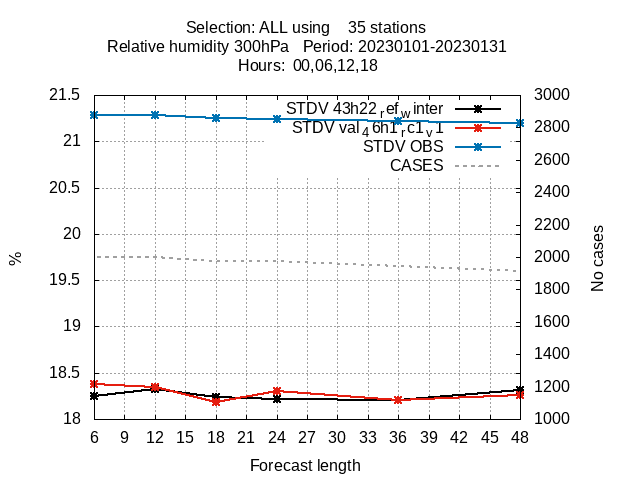 Selection: ALL using    35 stations
Relative humidity 300hPa   Period: 20230101-20230131
Hours:  00,06,12,18
STDV 43h22_ref_winter
STDV val_46h1_rc1_v1
STDV OBS
CASES
21.5
21
20.5
20
19.5
19
18.5
18
%
3000
2800
2600
2400
2200
2000
1800
1600
1400
1200
1000
No cases
6 9 12 15 18 21 24 27 30 33 36 39 42 45 48
Forecast length